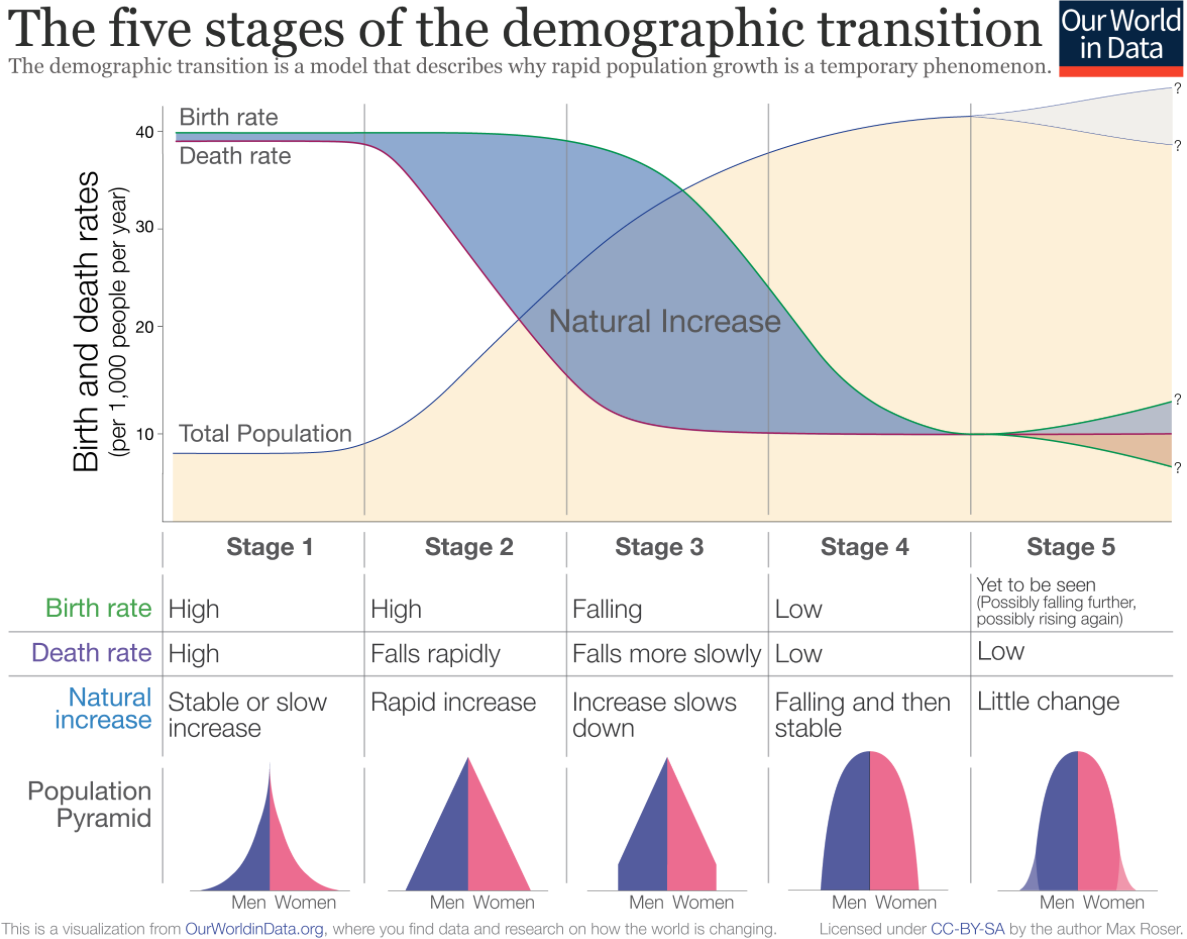 The five stages of the demographic transition
Our World
in Data
The demographic transition is a model that describes why rapid population growth is a temporary phenomenon.
Birth and death rates
(per 1,000 people per year)
40
30
20
10
Birth rate
Death rate
Total Population
Natural Increase
?
?
?
?
Stage 1
Stage 2
Stage 3
Stage 4
Stage 5
Birth rate
High
High
Falling
Low
Yet to be seen
(Possibly falling further,
possibly rising again)
Death rate
High
Falls rapidly
Falls more slowly
Low
Low
Natural
increase
Stable or slow
increase
Rapid increase
Increase slows
down
Falling and then
stable
Little change
Population
Pyramid
Men Women
Men Women
Men Women
Men Women
Men Women
This is a visualization from OurWorldinData.org, where you find data and research on how the world is changing.
Licensed under CC-BY-SA by the author Max Roser.